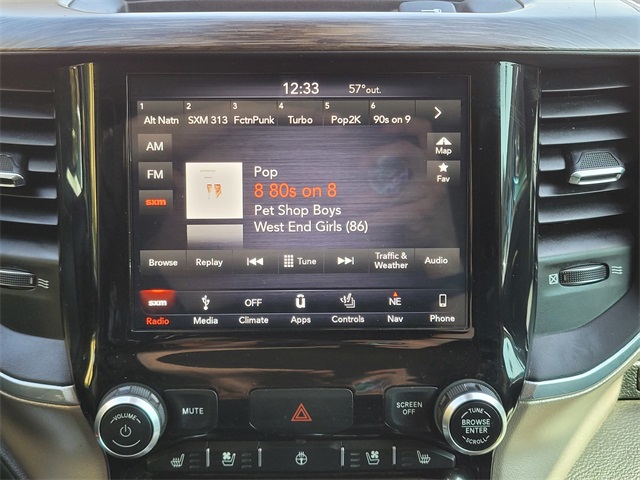 12:33 57°out.
1 2 3 4 5 6
Alt Natn SXM 313 FctnPunk Turbo Pop2K 90s on 9
AM
Map
FM
Fav
sxm
Pop
8 80s on 8
Pet Shop Boys
West End Girls (86)
Browse Replay Tune Traffic & Weather Audio
sxm OFF NE
Radio Media Climate Apps Controls Nav Phone
VOLUME
MUTE
SCREEN OFF
TUNE
BROWSE
ENTER
SCROLL